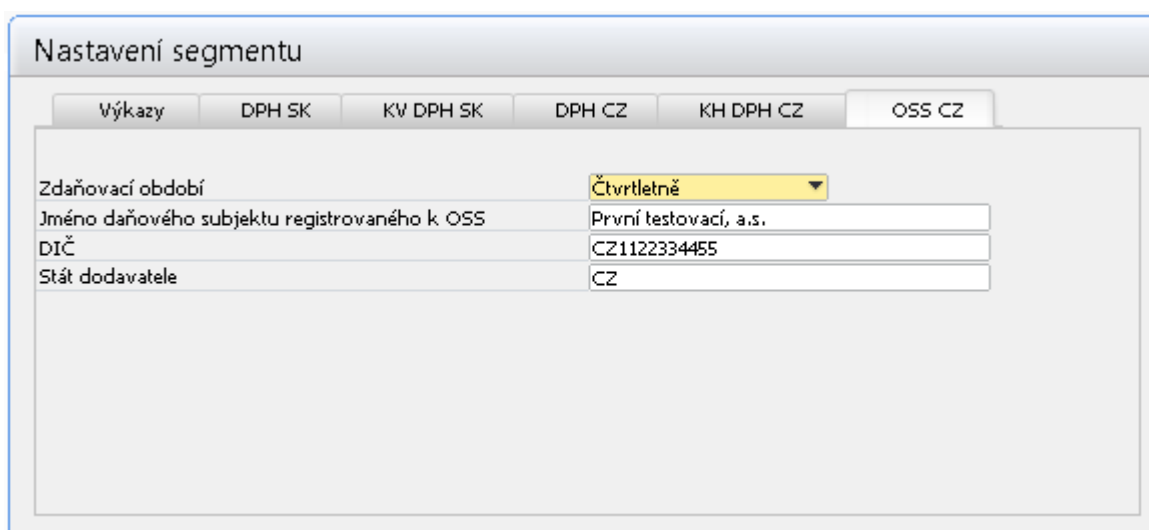 Nastavení segmentu
Výkazy DPH SK KV DPH SK DPH CZ KH DPH CZ OSS CZ
Zdaňovací období Čtvrtletně
Jméno daňového subjektu registrovaného k OSS První testovací, a.s.
DIČ CZ1122334455
Stát dodavatele CZ